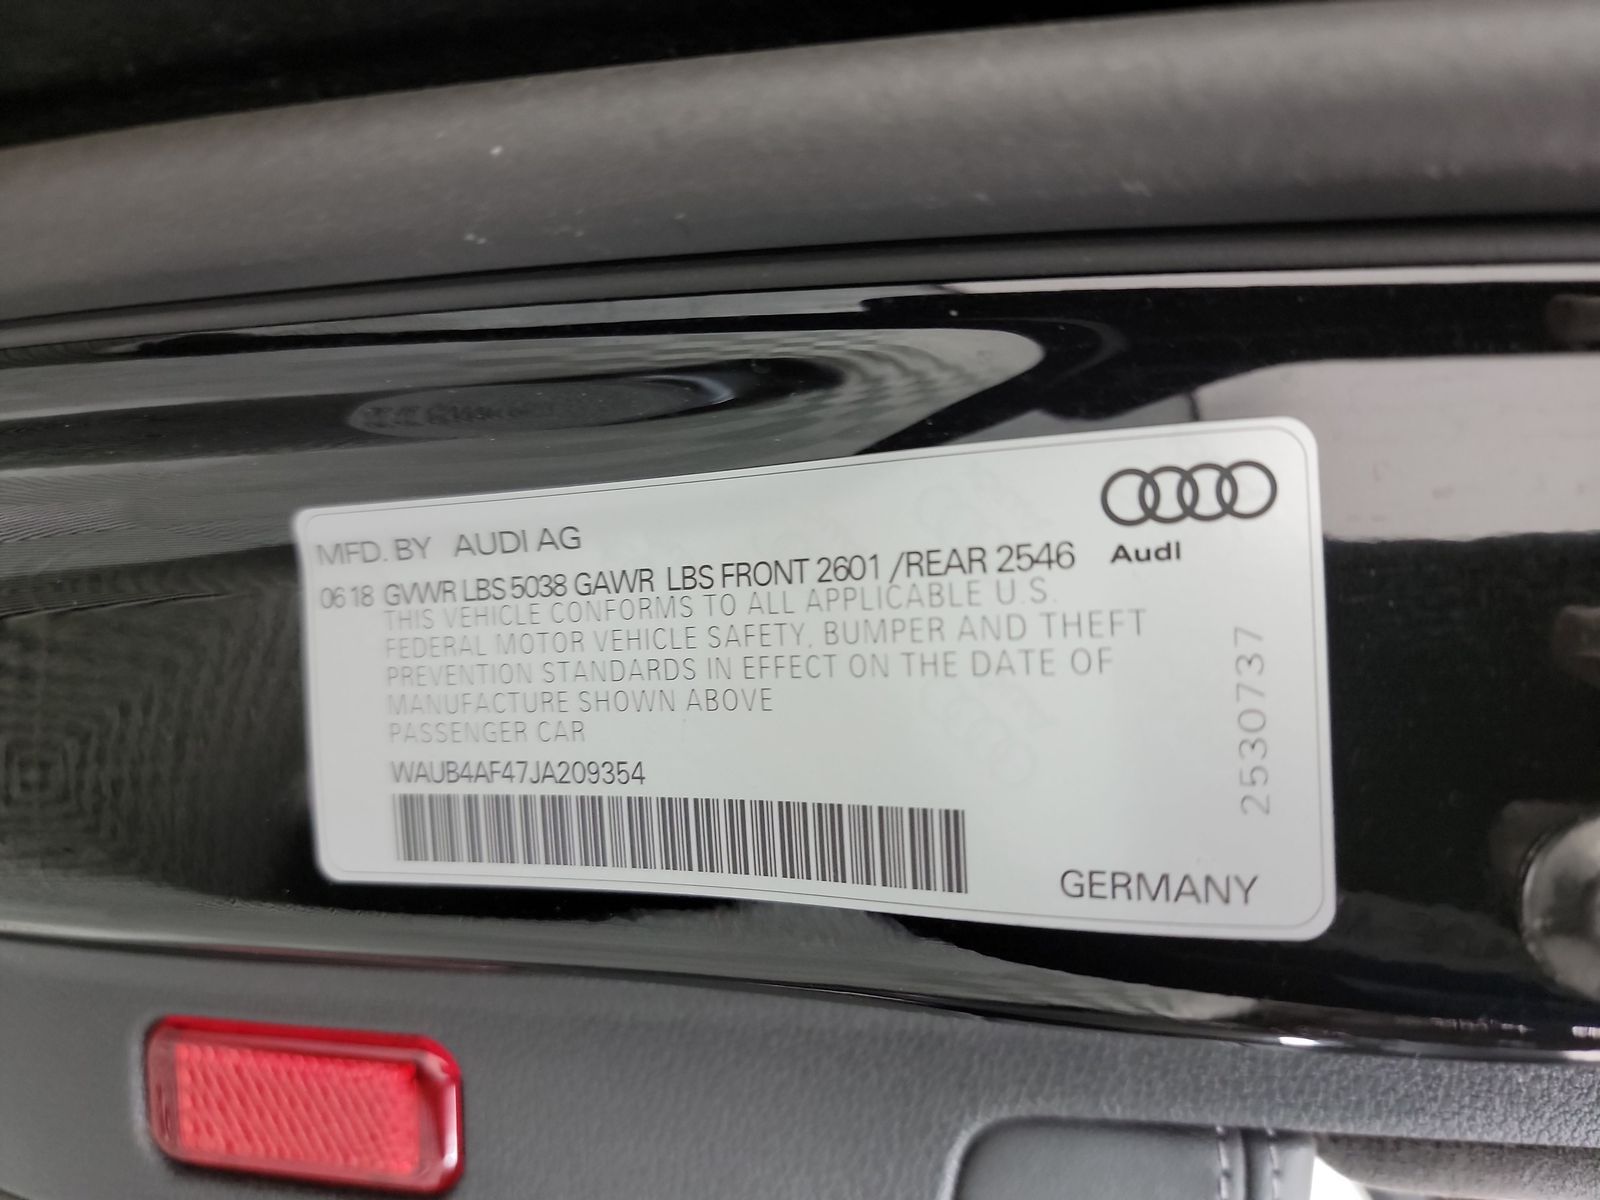 MFD. BY AUDI AG
Audi
06 18 GVWR LBS 5038 GAWR LBS FRONT 2601 /REAR 2546
THIS VEHICLE CONFORMS TO ALL APPLICABLE U.S.
FEDERAL MOTOR VEHICLE SAFETY, BUMPER AND THEFT
PREVENTION STANDARDS IN EFFECT ON THE DATE OF
MANUFACTURE SHOWN ABOVE
PASSENGER CAR
WAUB4AF47JA209354
2530737
GERMANY